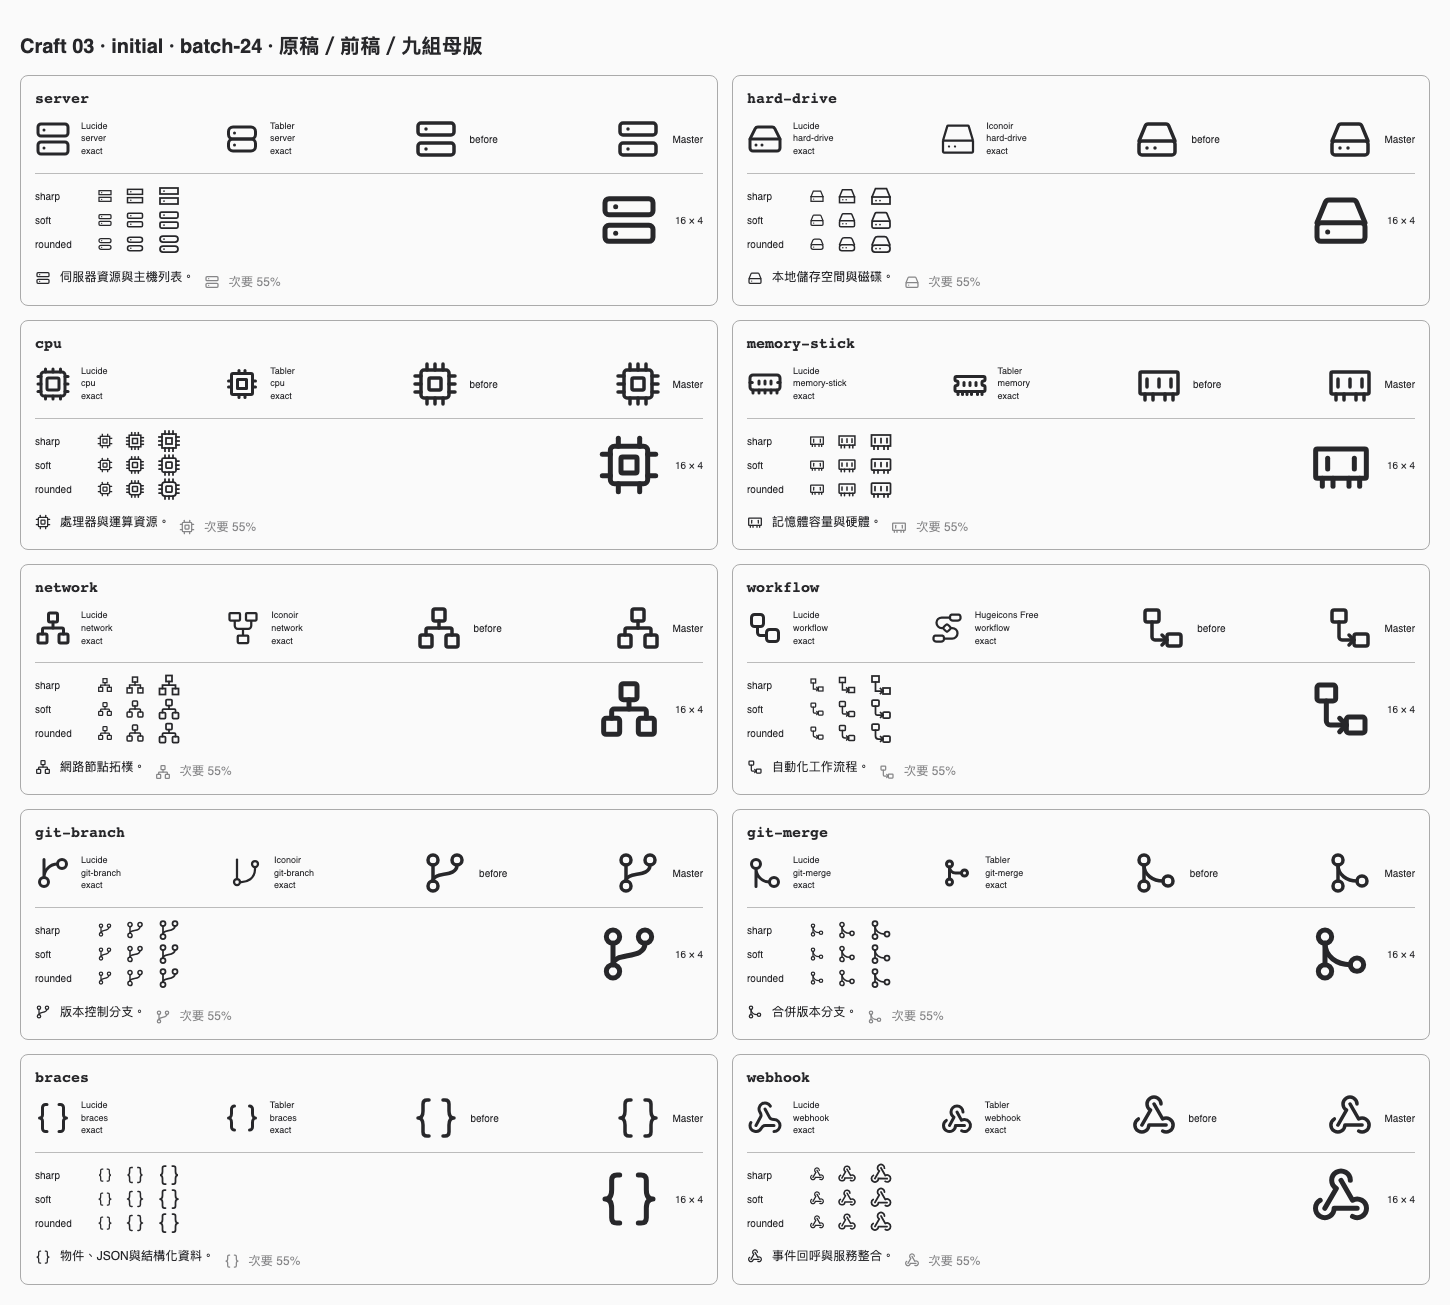 Craft 03 · initial · batch-24 · 原稿 / 前稿 / 九組母版
server
Lucide
server
exact
Tabler
server
exact
before
Master
sharp
soft
rounded
16 × 4
伺服器資源與主機列表。
次要 55%
hard-drive
Lucide
hard-drive
exact
Iconoir
hard-drive
exact
before
Master
sharp
soft
rounded
16 × 4
本地儲存空間與磁碟。
次要 55%
cpu
Lucide
cpu
exact
Tabler
cpu
exact
before
Master
sharp
soft
rounded
16 × 4
處理器與運算資源。
次要 55%
memory-stick
Lucide
memory-stick
exact
Tabler
memory
exact
before
Master
sharp
soft
rounded
16 × 4
記憶體容量與硬體。
次要 55%
network
Lucide
network
exact
Iconoir
network
exact
before
Master
sharp
soft
rounded
16 × 4
網路節點拓樸。
次要 55%
workflow
Lucide
workflow
exact
Hugeicons Free
workflow
exact
before
Master
sharp
soft
rounded
16 × 4
自動化工作流程。
次要 55%
git-branch
Lucide
git-branch
exact
Iconoir
git-branch
exact
before
Master
sharp
soft
rounded
16 × 4
版本控制分支。
次要 55%
git-merge
Lucide
git-merge
exact
Tabler
git-merge
exact
before
Master
sharp
soft
rounded
16 × 4
合併版本分支。
次要 55%
braces
Lucide
braces
exact
Tabler
braces
exact
before
Master
sharp
soft
rounded
16 × 4
物件、JSON與結構化資料。
次要 55%
webhook
Lucide
webhook
exact
Tabler
webhook
exact
before
Master
sharp
soft
rounded
16 × 4
事件回呼與服務整合。
次要 55%